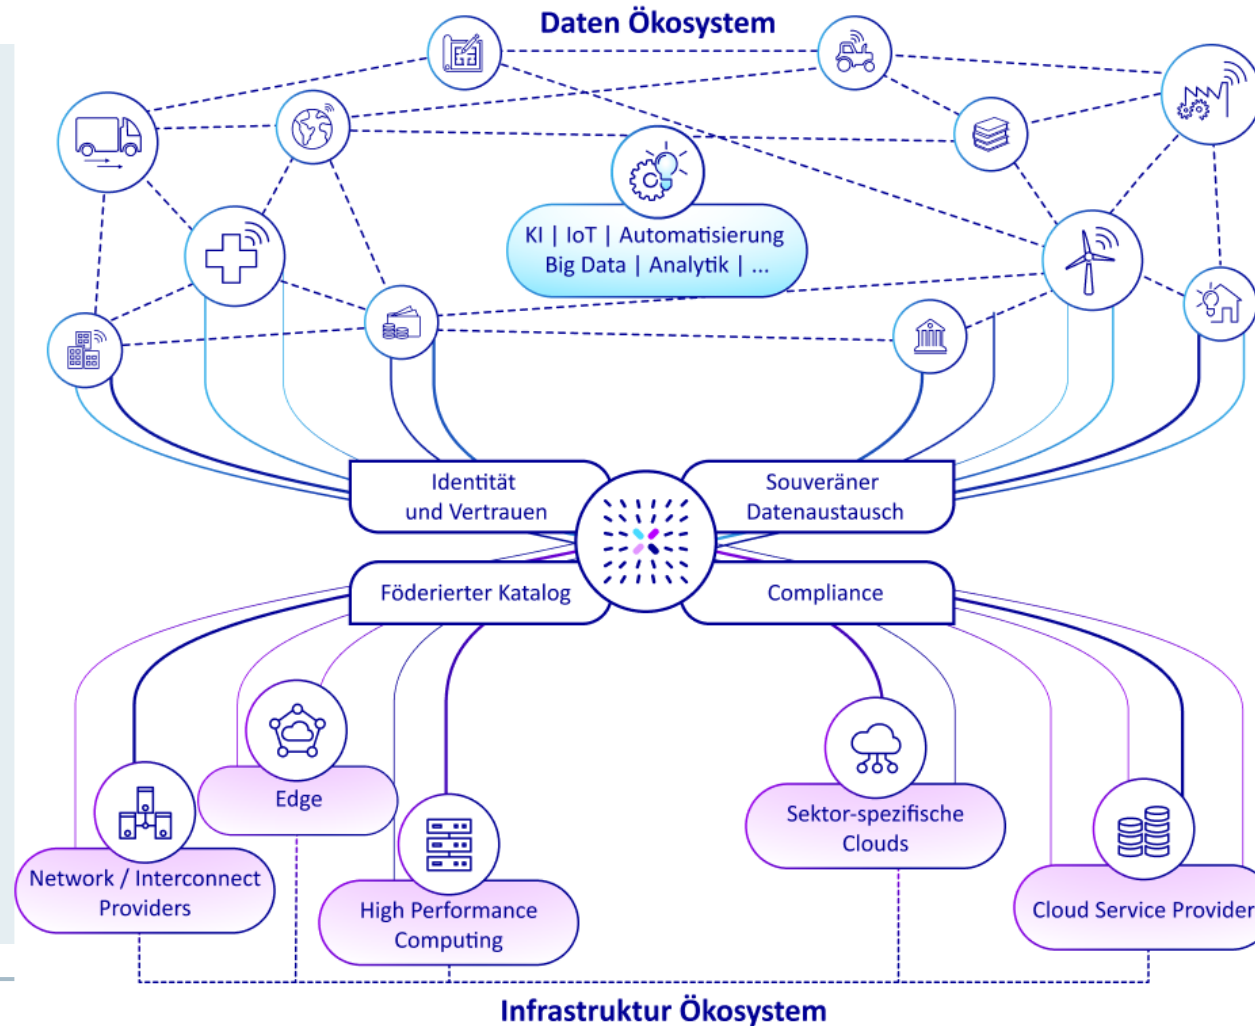 Daten Ökosystem
KI | IoT | Automatisierung
Big Data | Analytik | ...
Identität
und Vertrauen
Souveräner
Datenaustausch
Föderierter Katalog
Compliance
Edge
Sektor-spezifische
Clouds
Network / Interconnect
Providers
High Performance
Computing
Cloud Service Provider
Infrastruktur Ökosystem